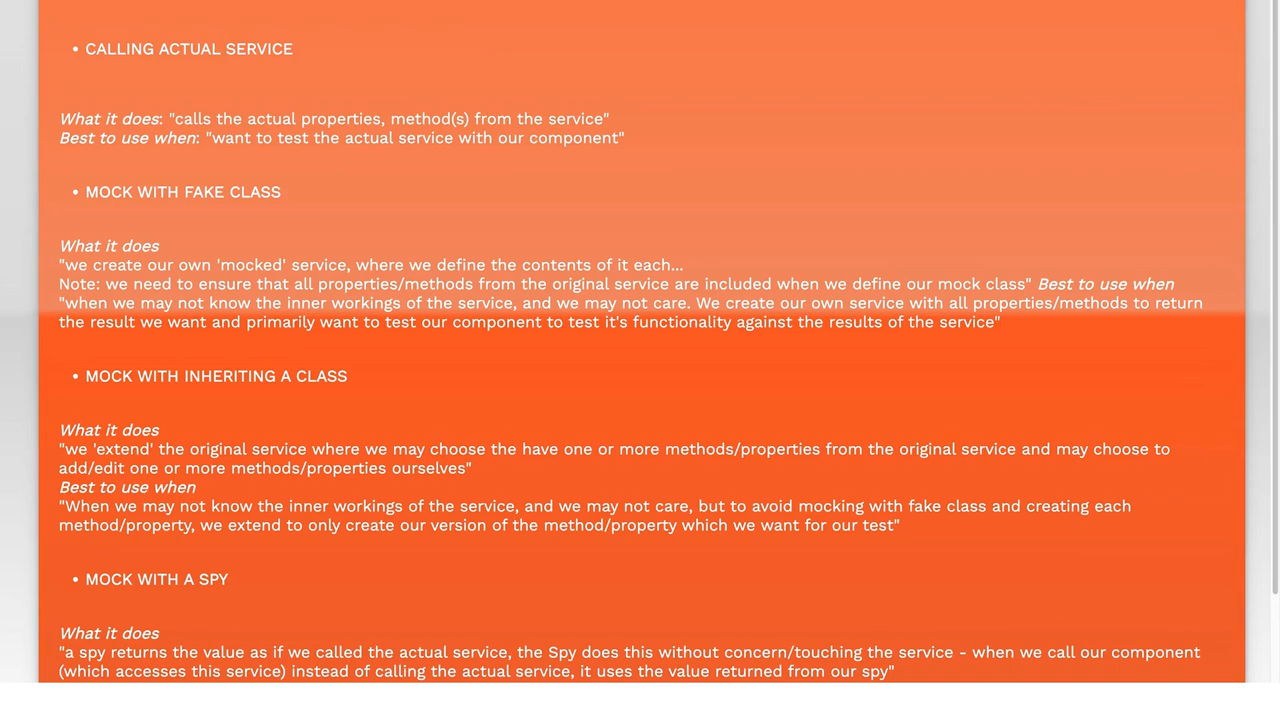 • CALLING ACTUAL SERVICE
What it does: "calls the actual properties, method(s) from the service"
Best to use when: "want to test the actual service with our component"
• MOCK WITH FAKE CLASS
What it does
"we create our own 'mocked' service, where we define the contents of it each...
Note: we need to ensure that all properties/methods from the original service are included when we define our mock class" Best to use when
"when we may not know the inner workings of the service, and we may not care. We create our own service with all properties/methods to return
the result we want and primarily want to test our component to test it's functionality against the results of the service"
• MOCK WITH INHERITING A CLASS
What it does
"we 'extend' the original service where we may choose the have one or more methods/properties from the original service and may choose to
add/edit one or more methods/properties ourselves"
Best to use when
"When we may not know the inner workings of the service, and we may not care, but to avoid mocking with fake class and creating each
method/property, we extend to only create our version of the method/property which we want for our test"
• MOCK WITH A SPY
What it does
"a spy returns the value as if we called the actual service, the Spy does this without concern/touching the service - when we call our component
(which accesses this service) instead of calling the actual service, it uses the value returned from our spy"